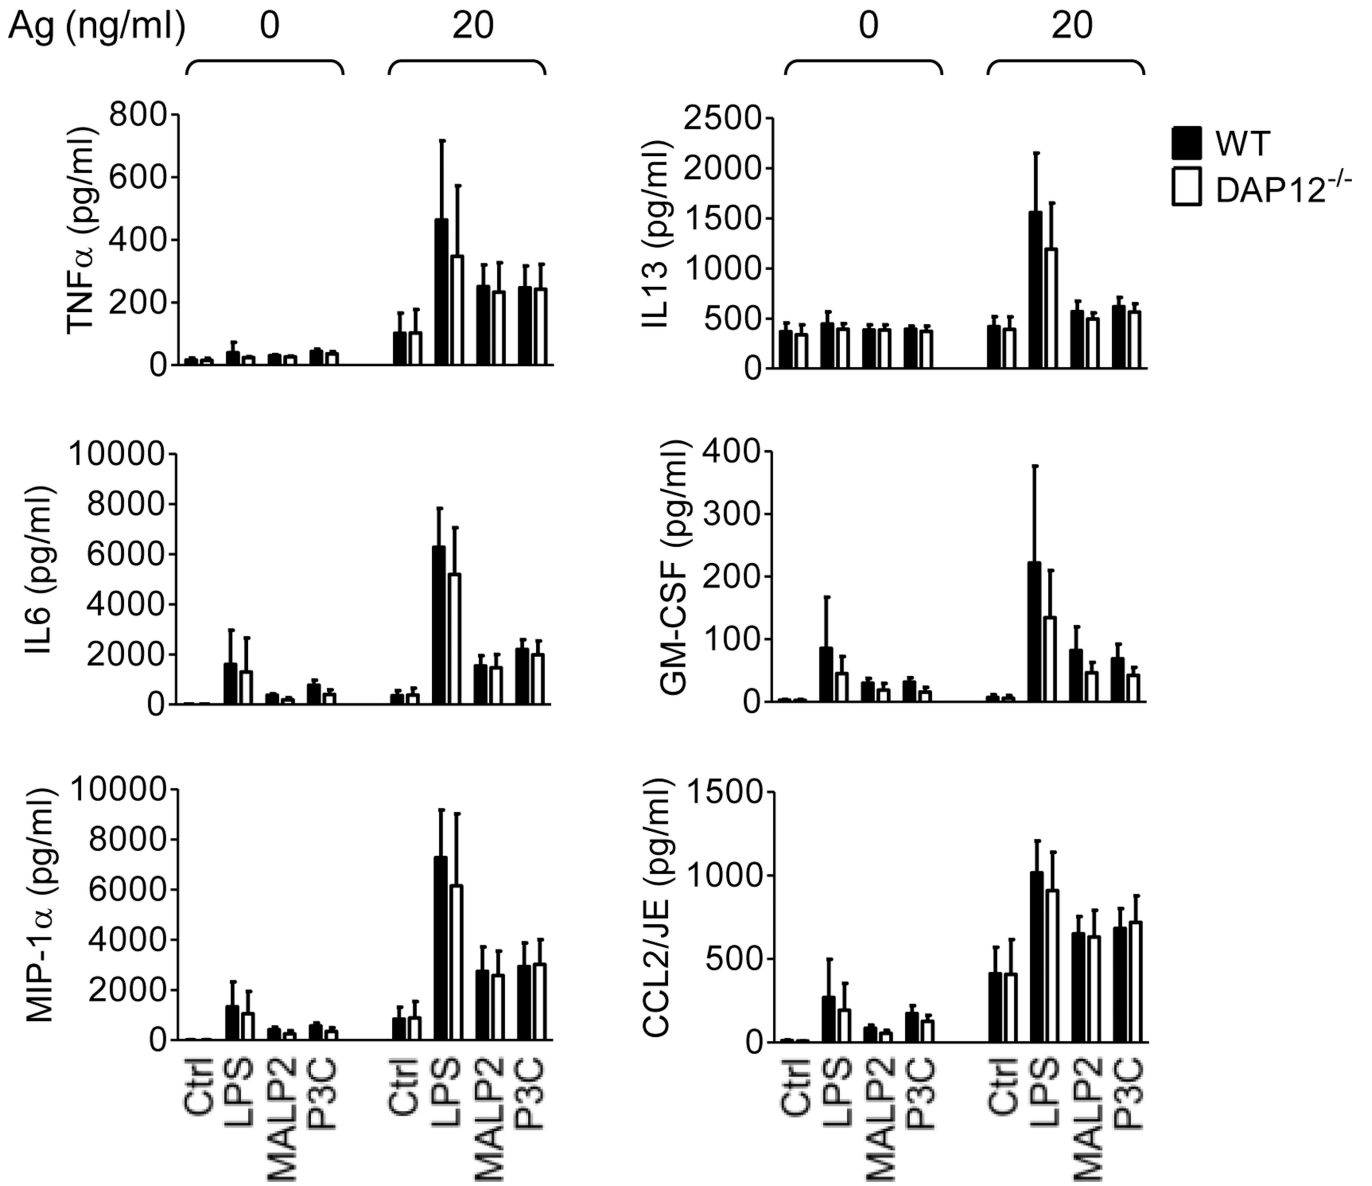 Ag (ng/ml) 0 20 0 20
WT
DAP12-/-
TNFα (pg/ml)
800
600
400
200
0
IL13 (pg/ml)
2500
2000
1500
1000
500
0
IL6 (pg/ml)
10000
8000
6000
4000
2000
0
GM-CSF (pg/ml)
400
300
200
100
0
MIP-1α (pg/ml)
10000
8000
6000
4000
2000
0
CCL2/JE (pg/ml)
1500
1000
500
0
Ctrl
LPS
MALP2
P3C
Ctrl
LPS
MALP2
P3C
Ctrl
LPS
MALP2
P3C
Ctrl
LPS
MALP2
P3C